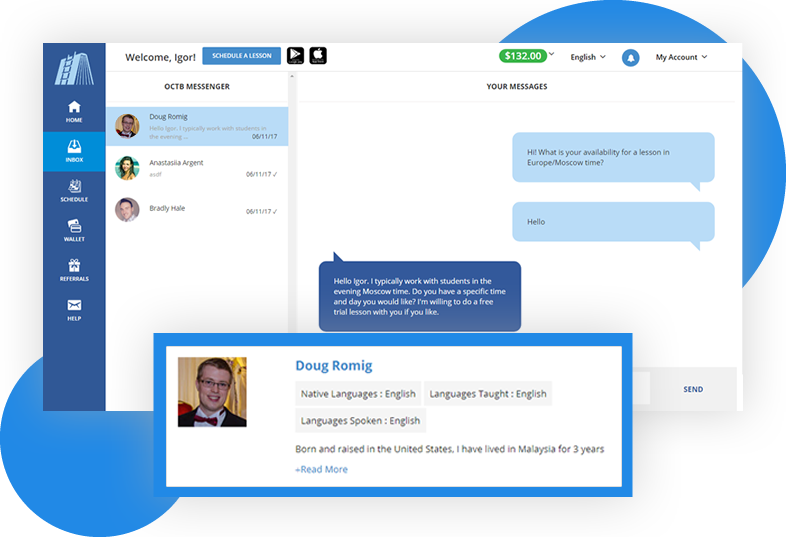 Welcome, Igor!
SCHEDULE A LESSON
$132.00
English
My Account
HOME
INBOX
SCHEDULE
WALLET
REFERRALS
HELP
OCTB MESSENGER
Doug Romig
Hello Igor. I typically work with students in
the evening ...
06/11/17
Anastasiia Argent
asdf
06/11/17 ✓
Bradly Hale
06/11/17 ✓
YOUR MESSAGES
Hi! What is your availability for a lesson in
Europe/Moscow time?
Hello
Hello Igor. I typically work with students in the
evening Moscow time. Do you have a specific time
and day you would like? I'm willing to do a free
trial lesson with you if you like.
SEND
Doug Romig
Native Languages : English
Languages Taught : English
Languages Spoken : English
Born and raised in the United States, I have lived in Malaysia for 3 years
+Read More